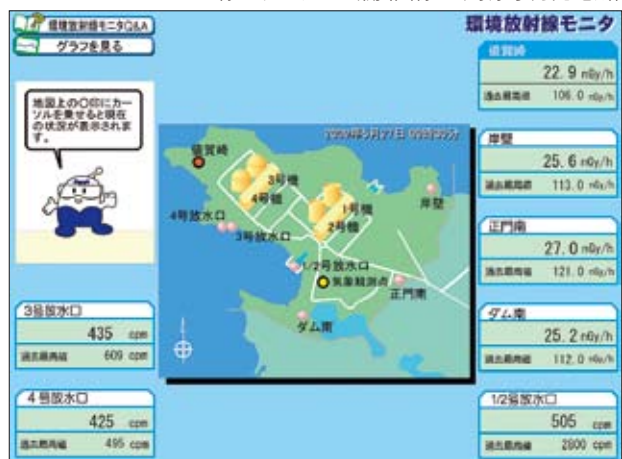 環境放射線モニタQ&A
グラフを見る
環境放射線モニタ
地図上の〇印にカー
ソルを乗せると現在
の状況が表示されま
す。
値賀崎
22.9 nGy/h
過去最高値 106.0 nGy/h
岸壁
25.6 nGy/h
過去最高値 113.0 nGy/h
正門南
27.0 nGy/h
過去最高値 121.0 nGy/h
ダム南
25.2 nGy/h
過去最高値 112.0 nGy/h
1/2号放水口
505 cpm
過去最高値 2800 cpm
3号放水口
435 cpm
過去最高値 609 cpm
4号放水口
425 cpm
過去最高値 495 cpm
値賀崎
3号機
4号機
1号機
2号機
岸壁
4号放水口
3号放水口
1/2号放水口
気象観測点
正門南
ダム南